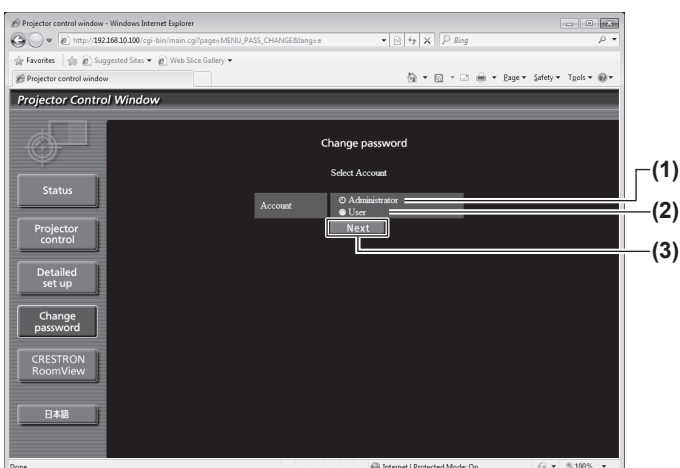 Projector control window - Windows Internet Explorer
http://192.168.10.100/cgi-bin/main.cgi?page=MENU_PASS_CHANGE&lang=e
Bing
Favorites Suggested Sites Web Slice Gallery
Projector control window
Page Safety Tools
Projector Control Window
Change password
Select Account
Account
Administrator
User
Next
(1)
(2)
(3)
Status
Projector control
Detailed set up
Change password
CRESTRON RoomView
日本語
Done
Internet | Protected Mode: On
100%